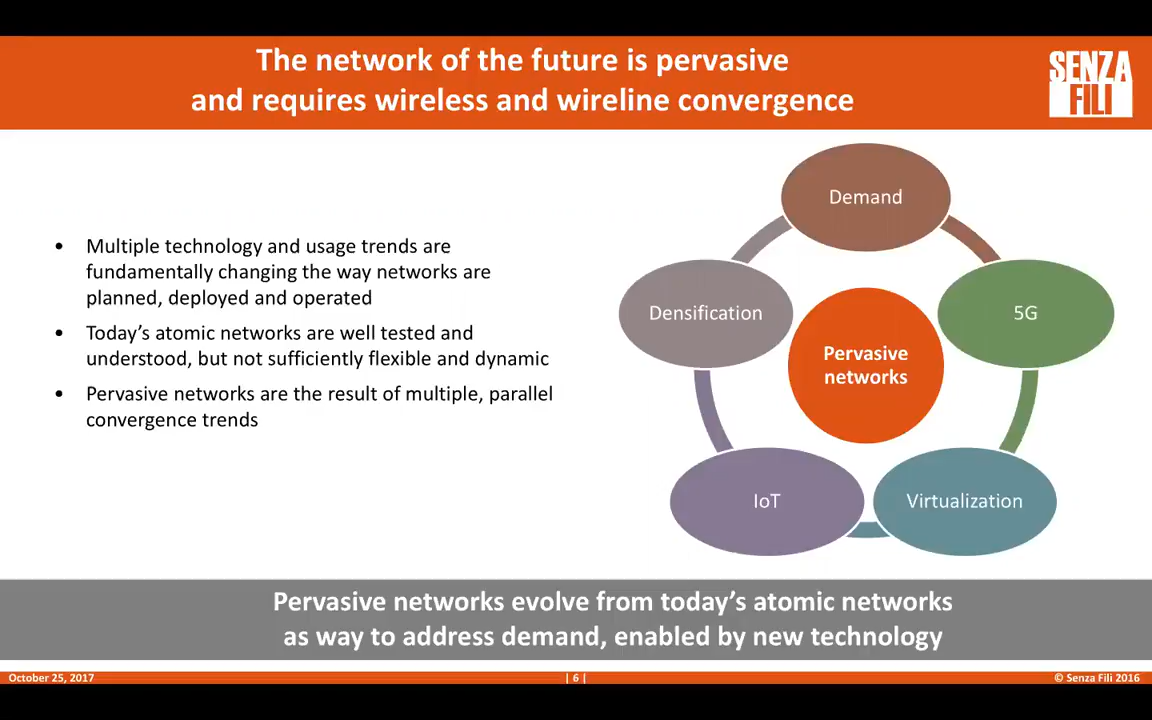 The network of the future is pervasive
and requires wireless and wireline convergence
SENZA
FILI
• Multiple technology and usage trends are
fundamentally changing the way networks are
planned, deployed and operated
• Today’s atomic networks are well tested and
understood, but not sufficiently flexible and dynamic
• Pervasive networks are the result of multiple, parallel
convergence trends
Demand
Densification
5G
Pervasive
networks
IoT
Virtualization
Pervasive networks evolve from today’s atomic networks
as way to address demand, enabled by new technology
October 25, 2017
| 6 |
© Senza Fili 2016